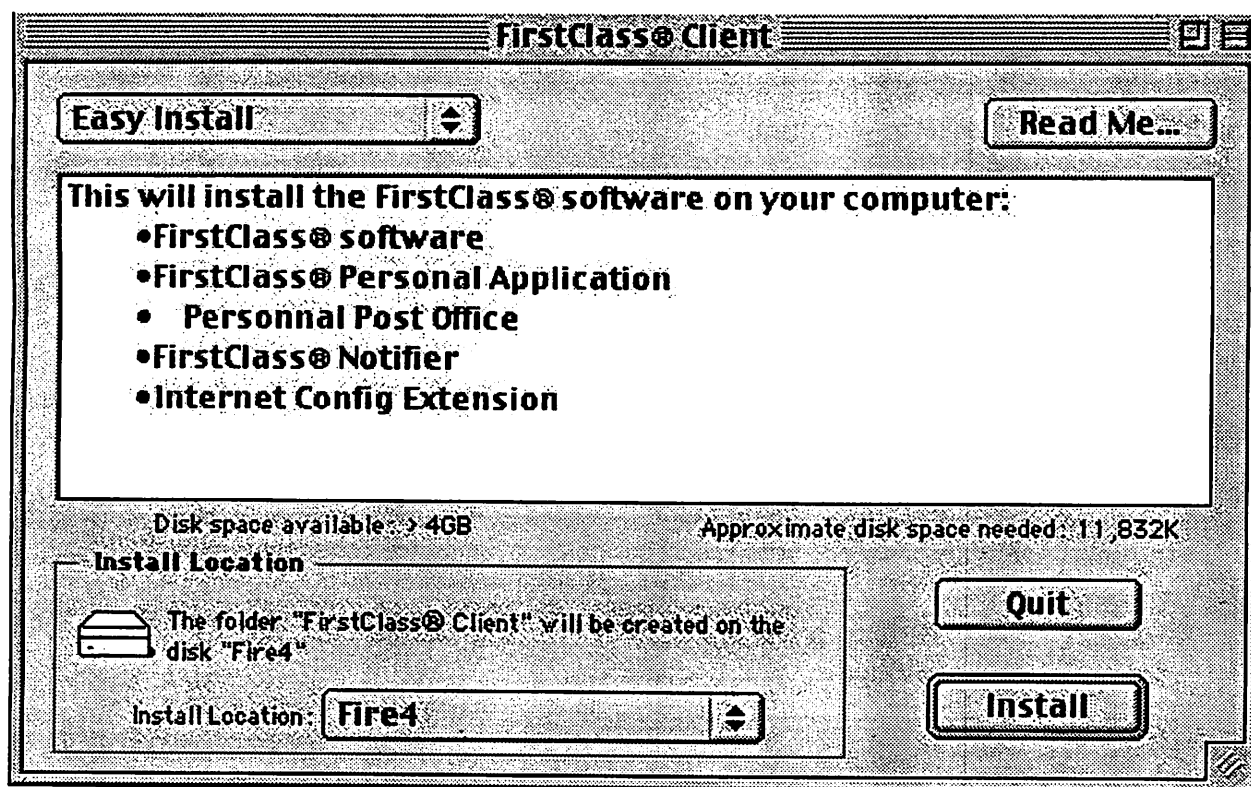 FirstClass® Client
Easy Install
Read Me...
This will install the FirstClass® software on your computer:
•FirstClass® software
•FirstClass® Personal Application
• Personnal Post Office
•FirstClass® Notifier
•Internet Config Extension
Disk space available: > 4GB
Approximate disk space needed: 11,832K
Install Location
The folder "FirstClass® Client" will be created on the
disk "Fire4"
Install Location: Fire4
Quit
Install